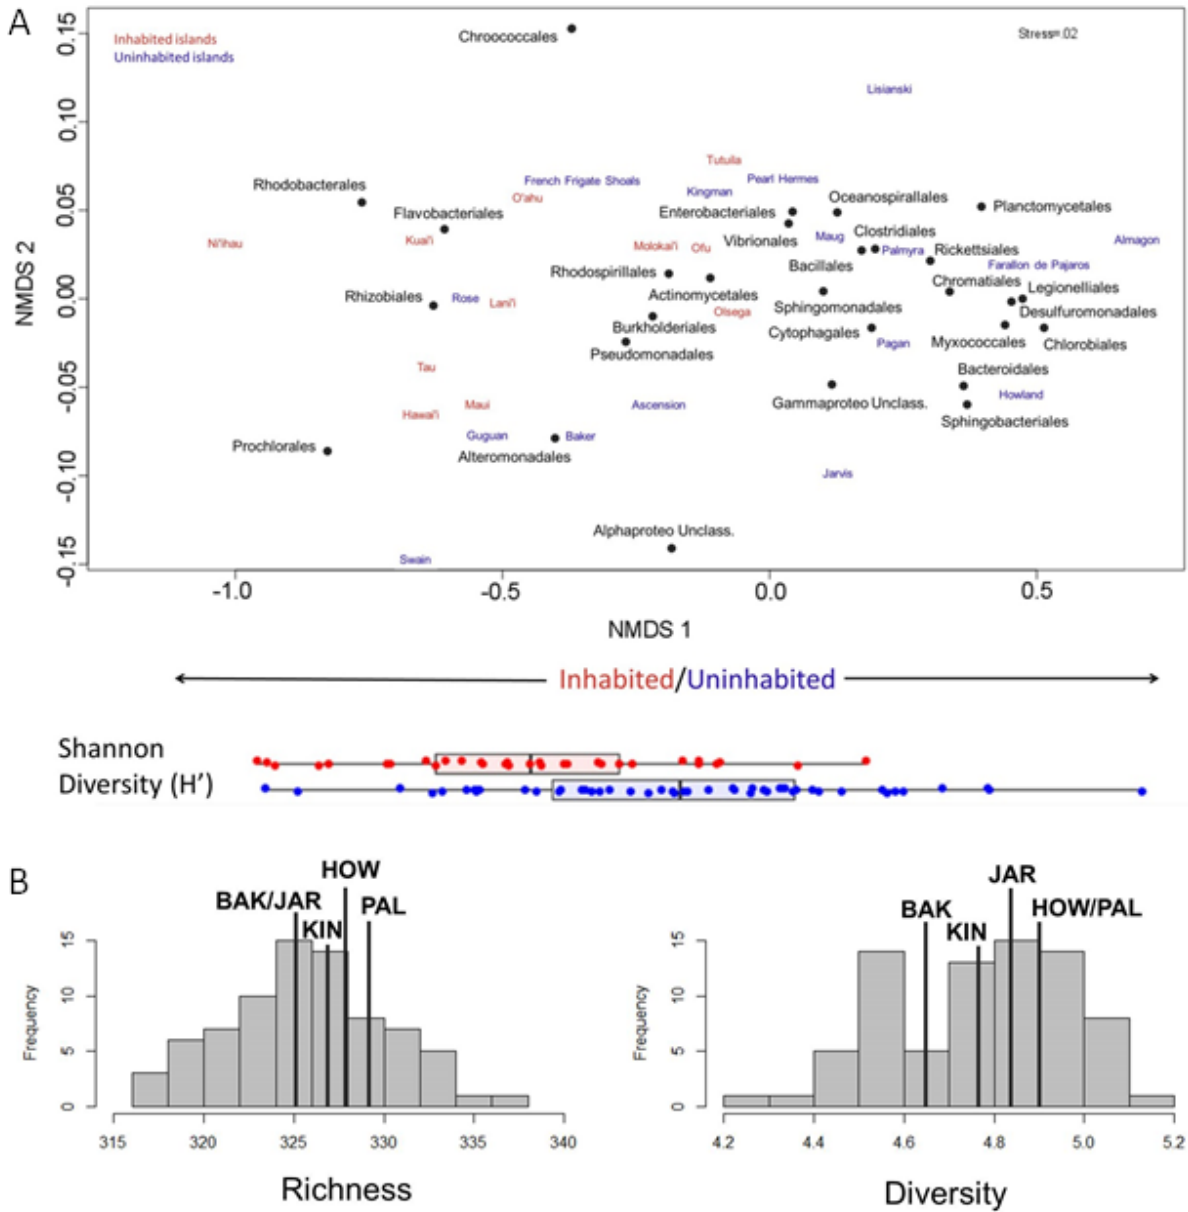 A
0.15
Inhabited islands
Uninhabited islands
Chroococcales
Stress=.02
Lisianski
0.10
Tutuila
Rhodobacterales
French Frigate Shoals
Pearl Hermes
O'ahu
Kingman
Oceanospirallales
Planctomycetales
0.05
Flavobacteriales
Enterobacteriales
Ni'ihau
Kuai'i
Molokai'i
Ofu
Vibrionales
Maug
Clostridiales
Palmyra
Rickettsiales
Almagon
Rhodospirillales
Bacillales
Farallon de Pajaros
NMDS 2
0.00
Rhizobiales
Rose
Lani'i
Actinomycetales
Chromatiales
Legionelliales
Olsega
Sphingomonadales
Desulfuromonadales
Burkholderiales
Cytophagales
Pagan
Myxococcales
Chlorobiales
Pseudomonadales
-0.05
Tau
Bacteroidales
Hawai'i
Maui
Ascension
Gammaproteo Unclass.
Howland
Sphingobacteriales
Prochlorales
Guguan
Baker
Alteromonadales
Jarvis
-0.10
Alphaproteo Unclass.
Swain
-0.15
-1.0 -0.5 0.0 0.5
NMDS 1
Inhabited/Uninhabited
Shannon
Diversity (H')
B
HOW
BAK/JAR
KIN
PAL
15
10
5
0
Frequency
315 320 325 330 335 340
Richness
JAR
BAK
KIN
HOW/PAL
15
10
5
0
Frequency
4.2 4.4 4.6 4.8 5.0 5.2
Diversity